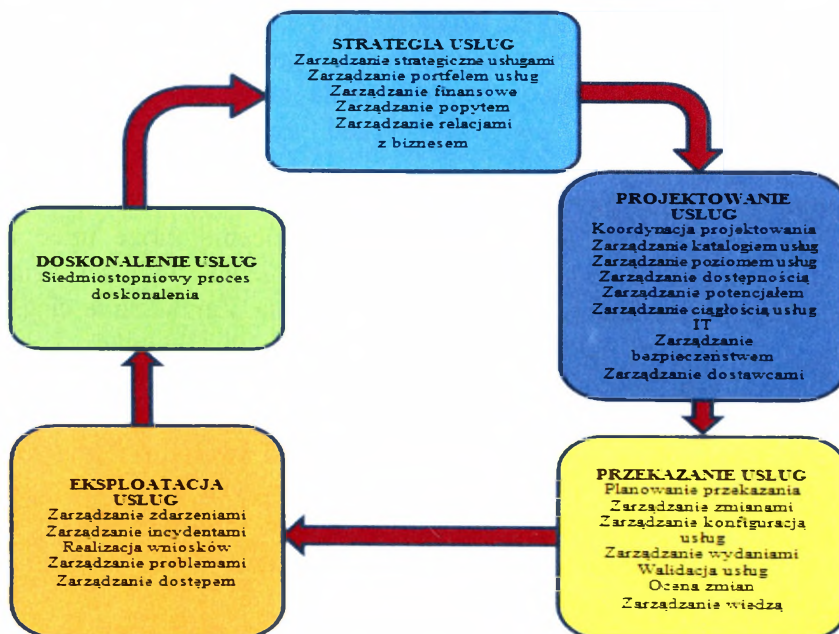 STRATEGIA USŁUG
Zarządzanie strategiczne usługami
Zarządzanie portfelem usług
Zarządzanie finansowe
Zarządzanie popytem
Zarządzanie relacjami
z biznesem
PROJEKTOWANIE
USŁUG
Koordynacja projektowania
Zarządzanie katalogiem usług
Zarządzanie poziomem usług
Zarządzanie dostępnością
Zarządzanie potencjałem
Zarządzanie ciągłością usług
IT
Zarządzanie
bezpieczeństwem
Zarządzanie dostawcami
PRZEKAZANIE USŁUG
Planowanie przekazania
Zarządzanie zmianami
Zarządzanie konfiguracją
usług
Zarządzanie wydaniami
Walidacja usług
Ocena zmian
Zarządzanie wiedzą
EKSPLOATACJA
USŁUG
Zarządzanie zdarzeniami
Zarządzanie incydentami
Realizacja wniosków
Zarządzanie problemami
Zarządzanie dostępem
DOSKONALENIE USŁUG
Siedmiostopniowy proces
doskonalenia